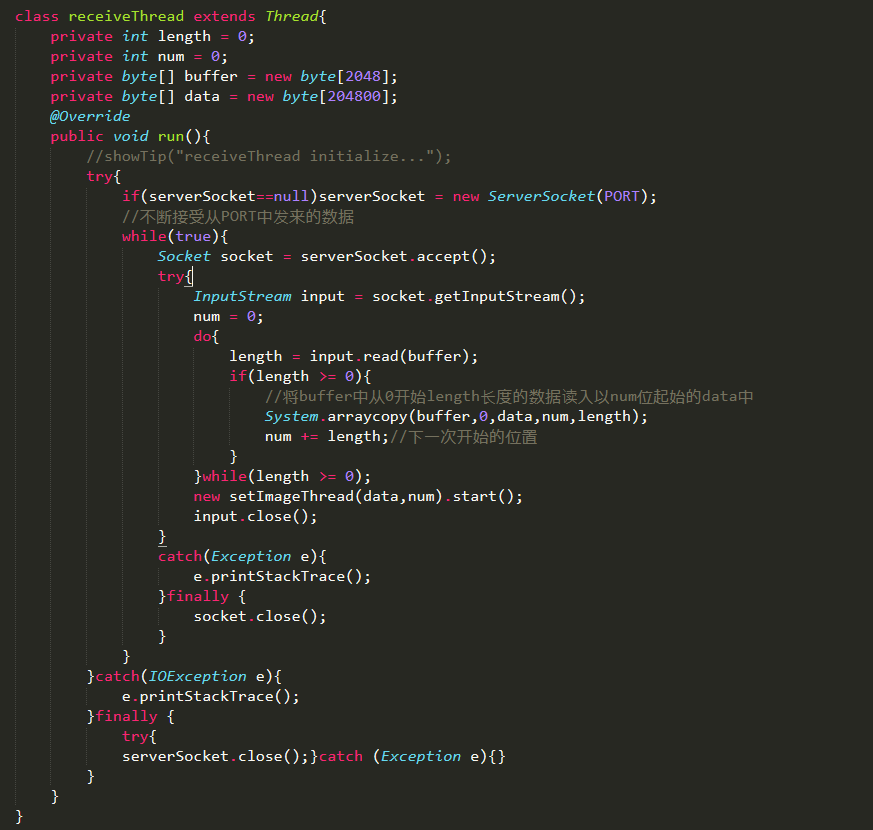 class receiveThread extends Thread{
private int length = 0;
private int num = 0;
private byte[] buffer = new byte[2048];
private byte[] data = new byte[204800];
@Override
public void run(){
//showTip("receiveThread initialize...");
try{
if(serverSocket==null)serverSocket = new ServerSocket(PORT);
//不断接受从PORT中发来的数据
while(true){
Socket socket = serverSocket.accept();
try{
InputStream input = socket.getInputStream();
num = 0;
do{
length = input.read(buffer);
if(length >= 0){
//将buffer中从0开始length长度的数据读入以num位起始的data中
System.arraycopy(buffer,0,data,num,length);
num += length;//下一次开始的位置
}
}while(length >= 0);
new setImageThread(data,num).start();
input.close();
}
catch(Exception e){
e.printStackTrace();
}finally {
socket.close();
}
}
}catch(IOException e){
e.printStackTrace();
}finally {
try{
serverSocket.close();}catch (Exception e){}
}
}
}